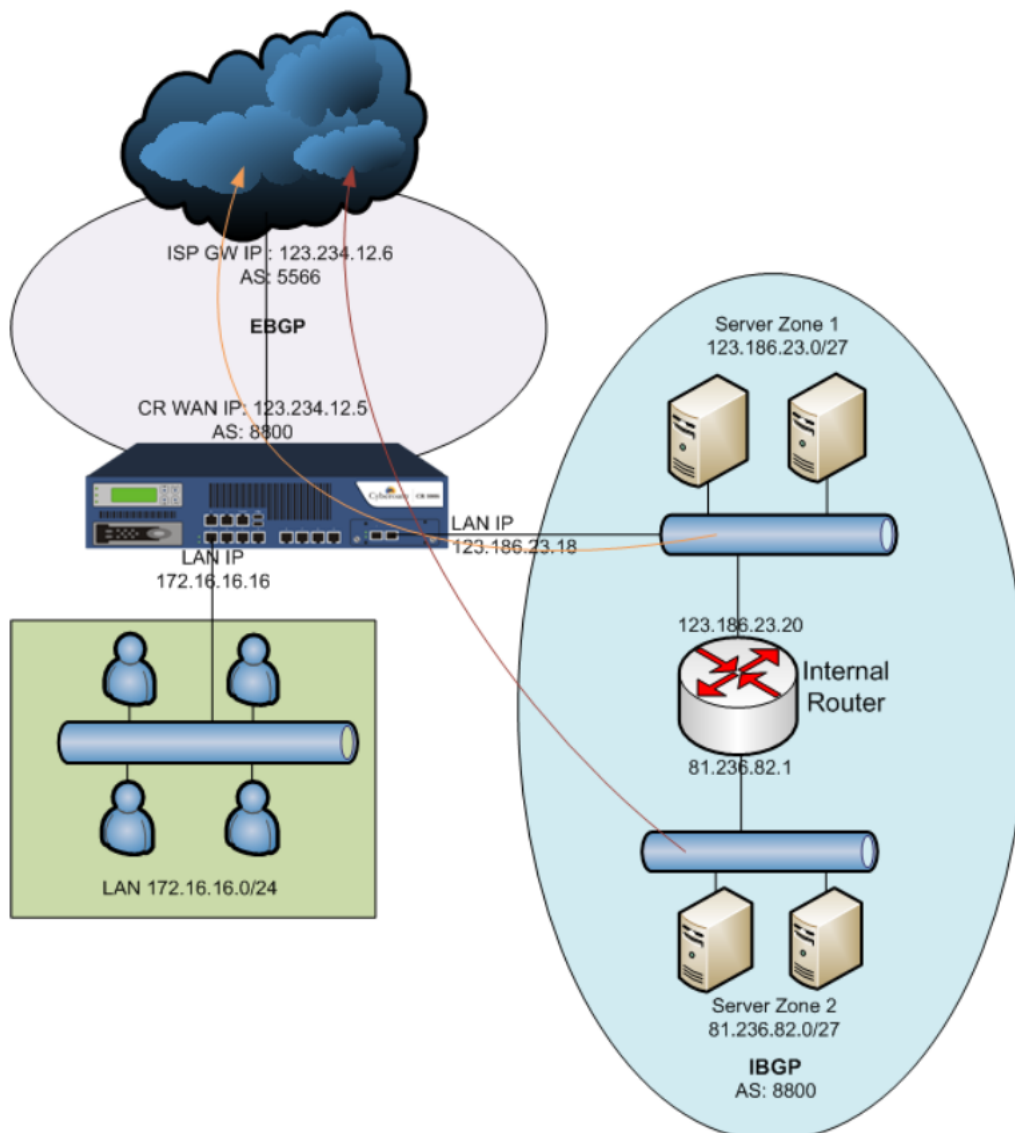 ISP GW IP : 123.234.12.6
AS: 5566
EBGP
CR WAN IP: 123.234.12.5
AS: 8800
Cyberoam
LAN IP
123.186.23.18
LAN IP
172.16.16.16
LAN 172.16.16.0/24
Server Zone 1
123.186.23.0/27
123.186.23.20
Internal
Router
81.236.82.1
Server Zone 2
81.236.82.0/27
IBGP
AS: 8800